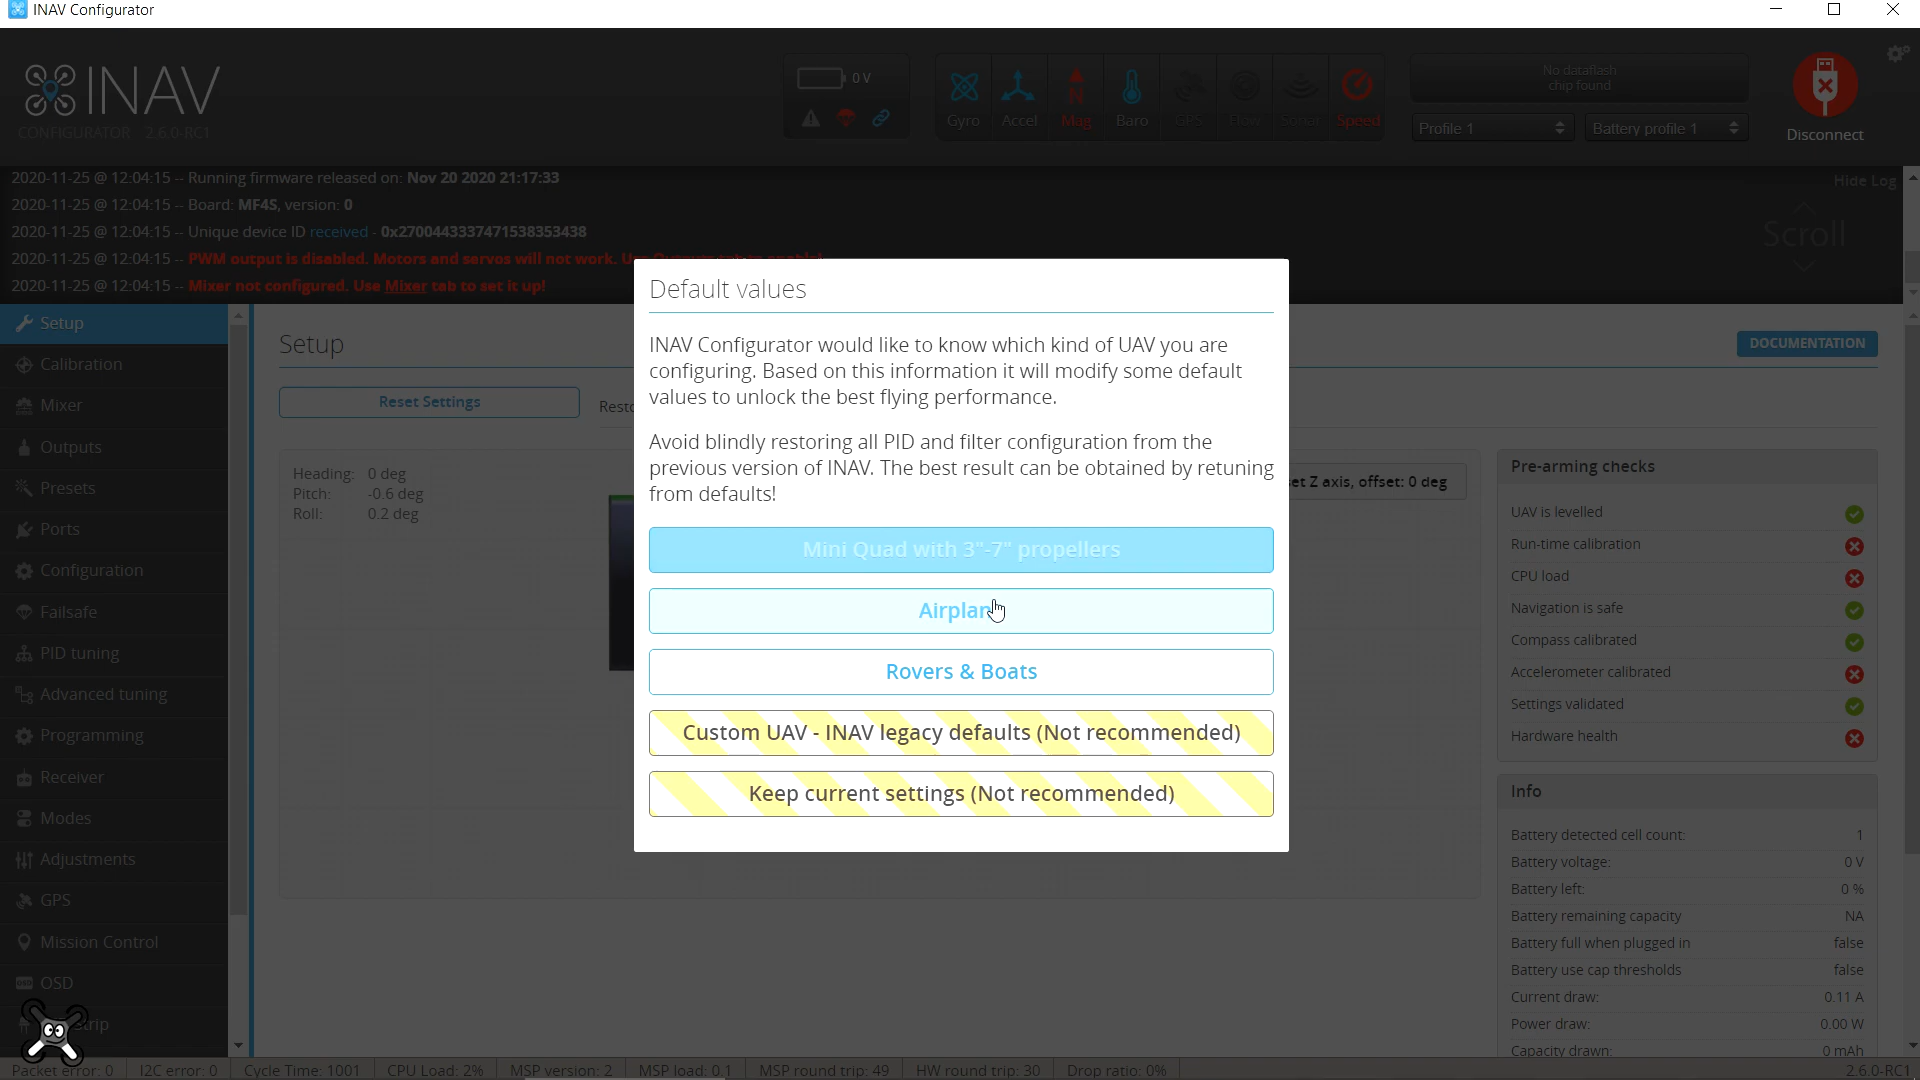 INAV Configurator
INAV
CONFIGURATOR 2.6.0-RC1
0 V
Gyro
Accel
Mag
Baro
GPS
Flow
Sonar
Speed
No dataflash
chip found
Profile 1
Battery profile 1
Disconnect
2020-11-25 @ 12:04:15 -- Running firmware released on: Nov 20 2020 21:17:33
2020-11-25 @ 12:04:15 -- Board: MF4S, version: 0
2020-11-25 @ 12:04:15 -- Unique device ID received - 0x2700443337471538353438
2020-11-25 @ 12:04:15 -- PWM output is disabled. Motors and servos will not work.
2020-11-25 @ 12:04:15 -- Mixer not configured. Use Mixer tab to set it up!
Hide Log
Scroll
Setup
Calibration
Mixer
Outputs
Presets
Ports
Configuration
Failsafe
PID tuning
Advanced tuning
Programming
Receiver
Modes
Adjustments
GPS
Mission Control
OSD
Setup
DOCUMENTATION
Reset Settings
Heading: 0 deg
Pitch: -0.6 deg
Roll: 0.2 deg
Z axis, offset: 0 deg
Default values
INAV Configurator would like to know which kind of UAV you are
configuring. Based on this information it will modify some default
values to unlock the best flying performance.
Avoid blindly restoring all PID and filter configuration from the
previous version of INAV. The best result can be obtained by retuning
from defaults!
Mini Quad with 3"-7" propellers
Airplan
Rovers & Boats
Custom UAV - INAV legacy defaults (Not recommended)
Keep current settings (Not recommended)
Pre-arming checks
UAV is levelled
Run-time calibration
CPU load
Navigation is safe
Compass calibrated
Accelerometer calibrated
Settings validated
Hardware health
Info
Battery detected cell count: 1
Battery voltage: 0 V
Battery left: 0 %
Battery remaining capacity NA
Battery full when plugged in false
Battery use cap thresholds false
Current draw: 0.11 A
Power draw: 0.00 W
Capacity drawn: 0 mAh
Packet error: 0
I2C error: 0
Cycle Time: 1001
CPU Load: 2%
MSP version: 2
MSP load: 0.1
MSP round trip: 49
HW round trip: 30
Drop ratio: 0%
2.6.0-RC1